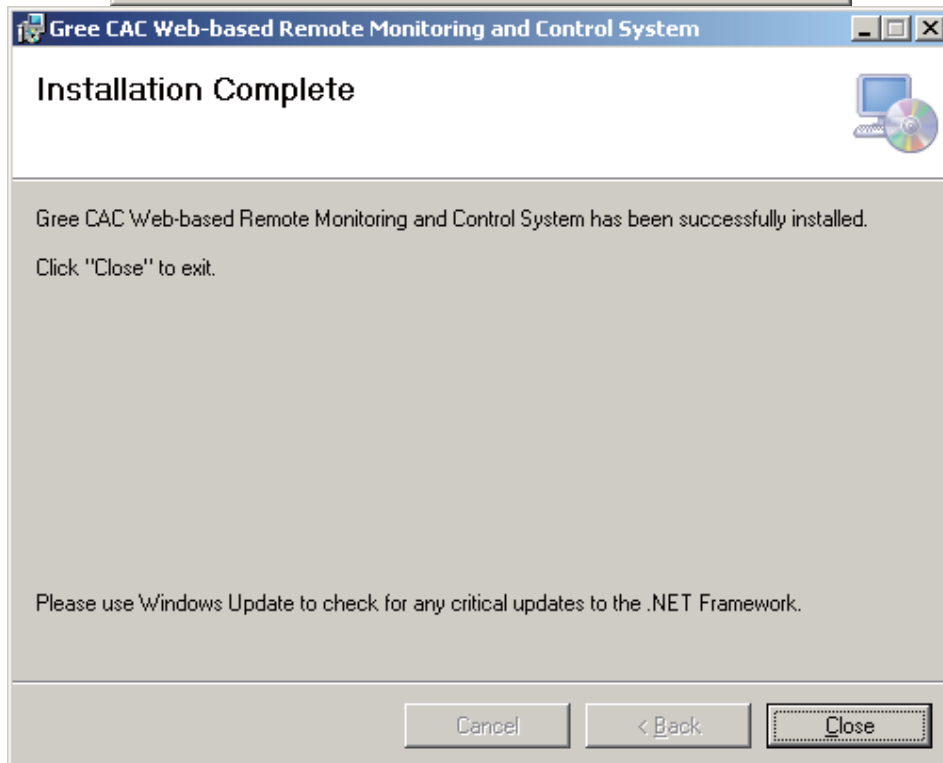 Gree CAC Web-based Remote Monitoring and Control System
Installation Complete
Gree CAC Web-based Remote Monitoring and Control System has been successfully installed.
Click "Close" to exit.
Please use Windows Update to check for any critical updates to the .NET Framework.
Cancel
< Back
Close